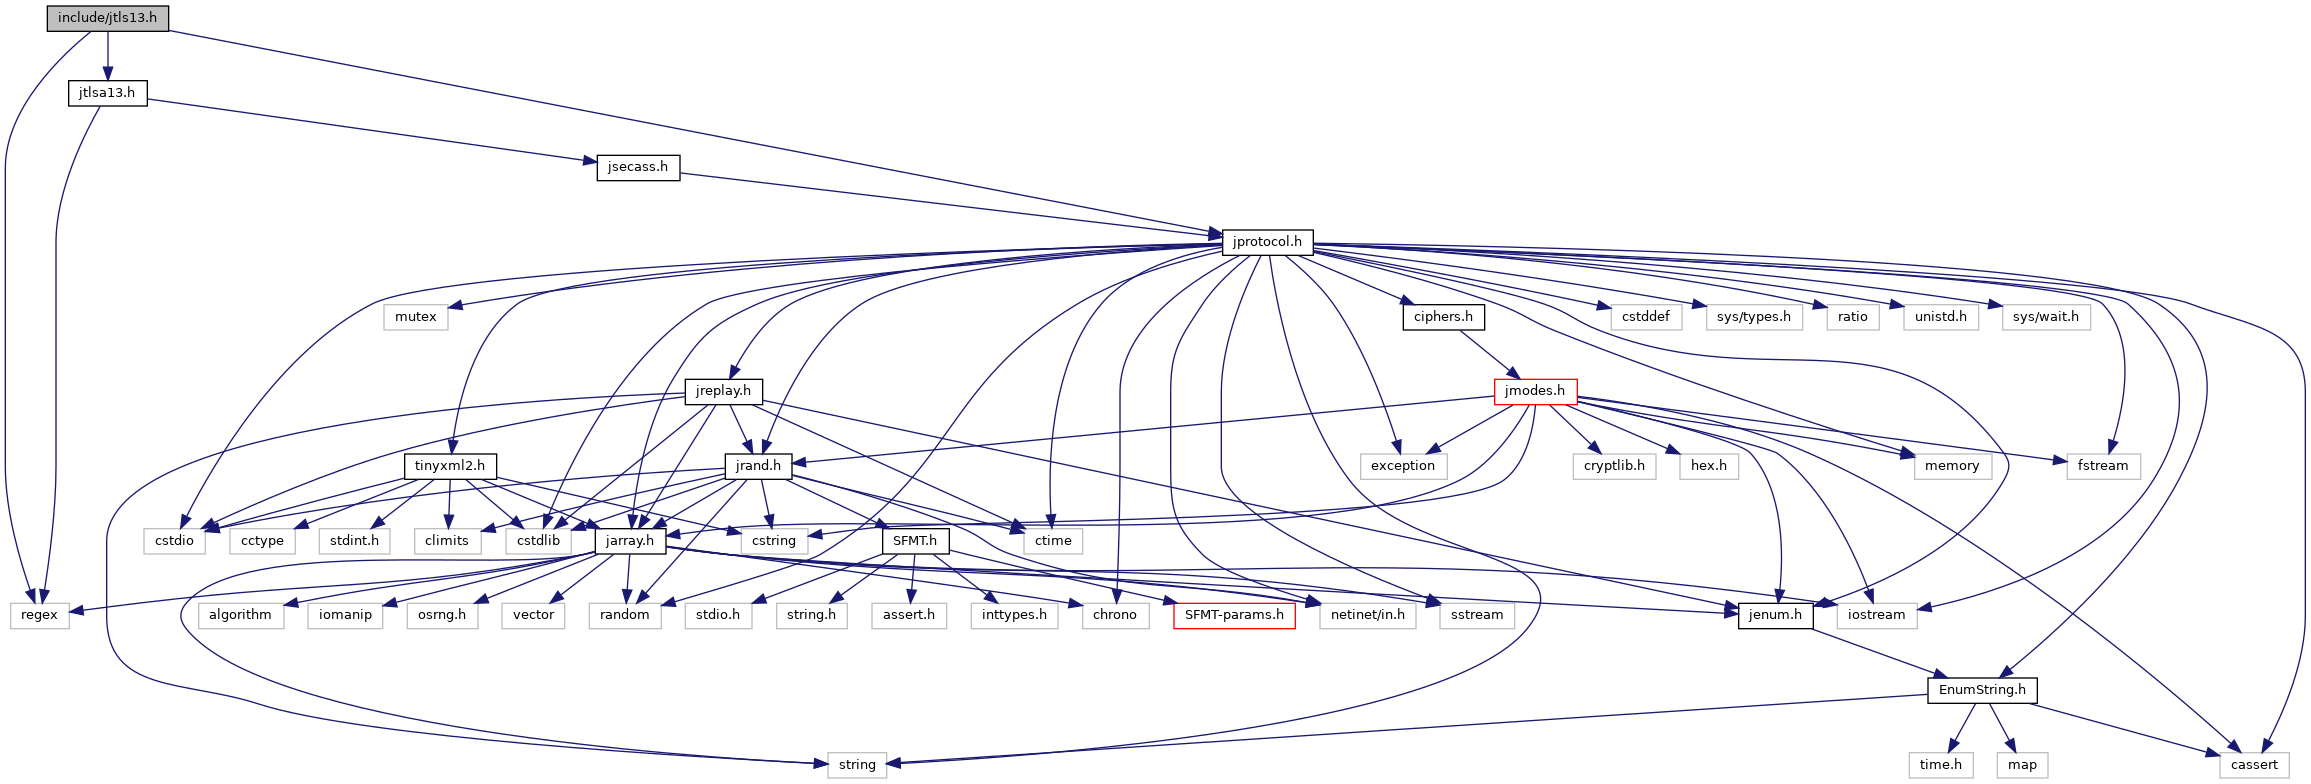 include/jtls13.h
jtlsa13.h
jsecass.h
jprotocol.h
mutex
ciphers.h
cstddef
sys/types.h
ratio
unistd.h
sys/wait.h
jreplay.h
jmodes.h
tinyxml2.h
jrand.h
exception
cryptlib.h
hex.h
memory
fstream
cstdio
cctype
stdint.h
climits
cstdlib
jarray.h
cstring
SFMT.h
ctime
regex
algorithm
iomanip
osrng.h
vector
random
stdio.h
string.h
assert.h
inttypes.h
chrono
SFMT-params.h
netinet/in.h
sstream
jenum.h
iostream
EnumString.h
string
time.h
map
cassert